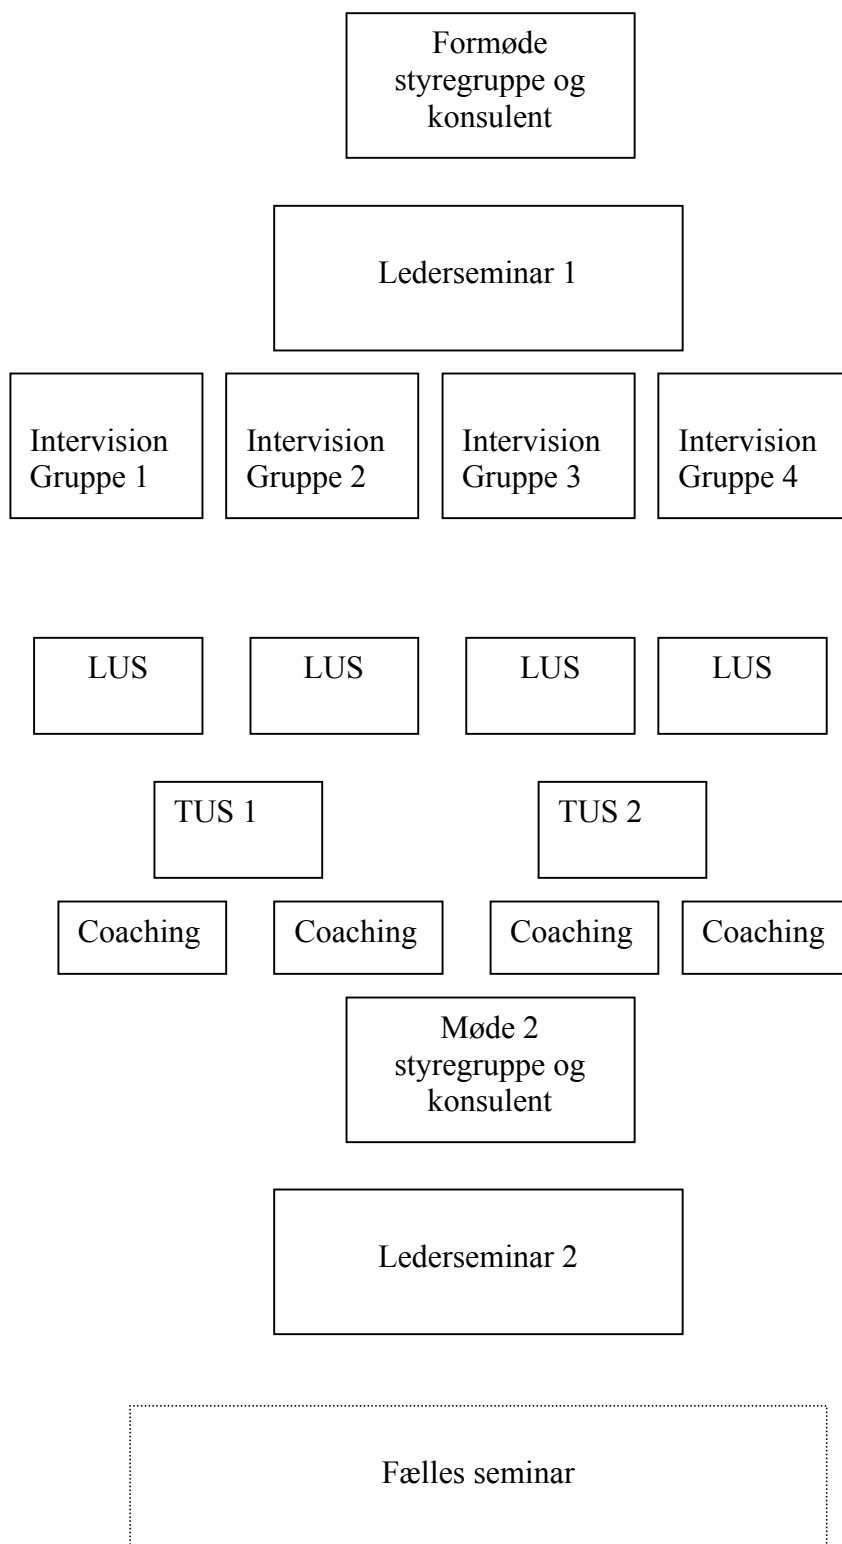 Formøde
styregruppe og
konsulent
Lederseminar 1
Intervision
Gruppe 1
Intervision
Gruppe 2
Intervision
Gruppe 3
Intervision
Gruppe 4
LUS
LUS
LUS
LUS
TUS 1
TUS 2
Coaching
Coaching
Coaching
Coaching
Møde 2
styregruppe og
konsulent
Lederseminar 2
Fælles seminar